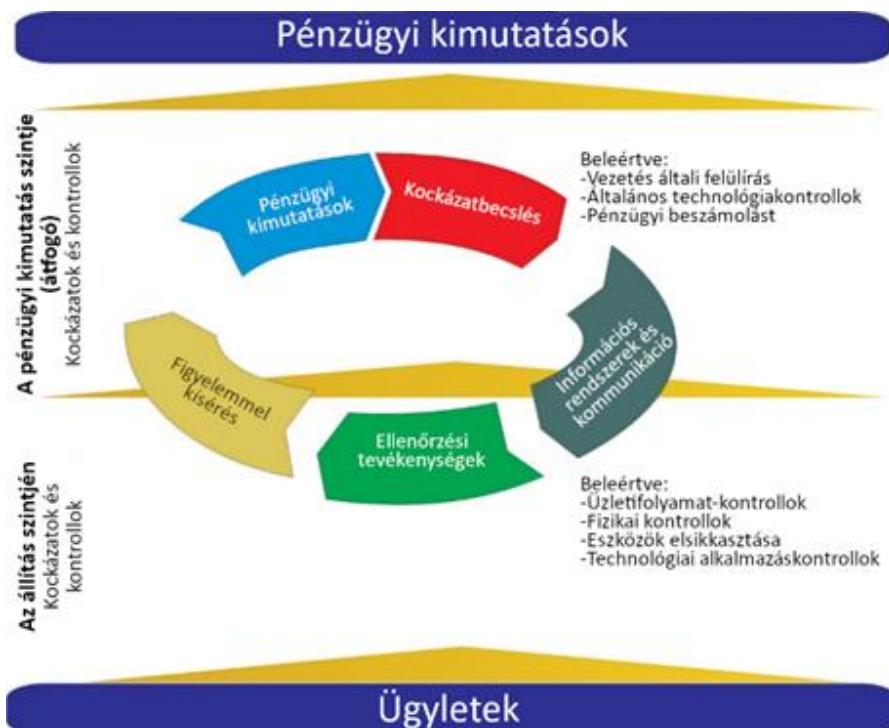 Pénzügyi kimutatások
A pénzügyi kimutatás szintje
(átfogó)
Kockázatok és kontrollok
Pénzügyi
kimutatások
Kockázatbecslés
Beleértve:
-Vezetés általi felülírás
-Általános technológiakontrollok
-Pénzügyi beszámolást
Információs
rendszerek és
kommunikáció
Figyelemmel
kísérés
Ellenőrzési
tevékenységek
Az állítás szintjén
Kockázatok és
kontrollok
Beleértve:
-Üzletifolyamat-kontrollok
-Fizikai kontrollok
-Eszközök elsikkasztása
-Technológiai alkalmazáskontrollok
Ügyletek